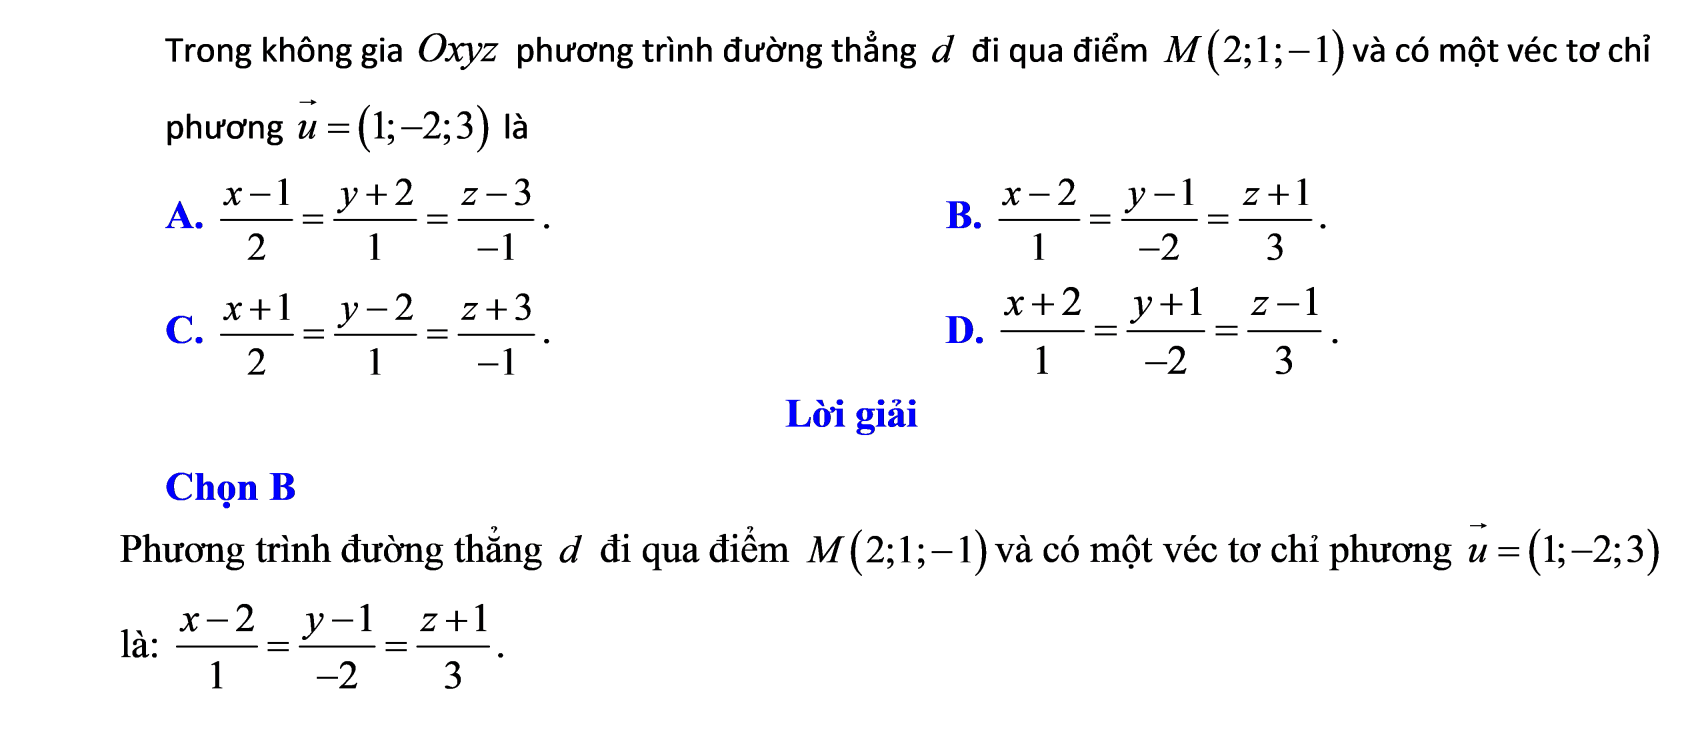 Trong không gia Oxyz phương trình đường thẳng d đi qua điểm M(2;1;−1) và có một véc tơ chỉ
phương $\vec{u}$ = (1;−2;3) là
A. $\frac{x-1}{2}=\frac{y+2}{1}=\frac{z-3}{-1}$. B. $\frac{x-2}{1}=\frac{y-1}{-2}=\frac{z+1}{3}$.
C. $\frac{x+1}{2}=\frac{y-2}{1}=\frac{z+3}{-1}$. D. $\frac{x+2}{1}=\frac{y+1}{-2}=\frac{z-1}{3}$.
Lời giải
Chọn B
Phương trình đường thẳng d đi qua điểm M(2;1;−1) và có một véc tơ chỉ phương $\vec{u}$ = (1;−2;3)
là: $\frac{x-2}{1}=\frac{y-1}{-2}=\frac{z+1}{3}$.